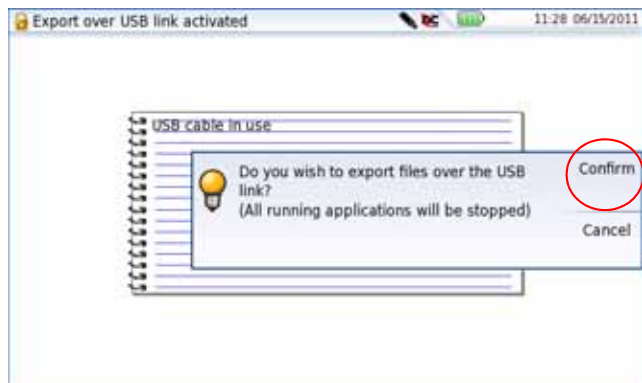 Export over USB link activated
11:28 06/15/2011
USB cable in use
Do you wish to export files over the USB
link?
(All running applications will be stopped)
Confirm
Cancel